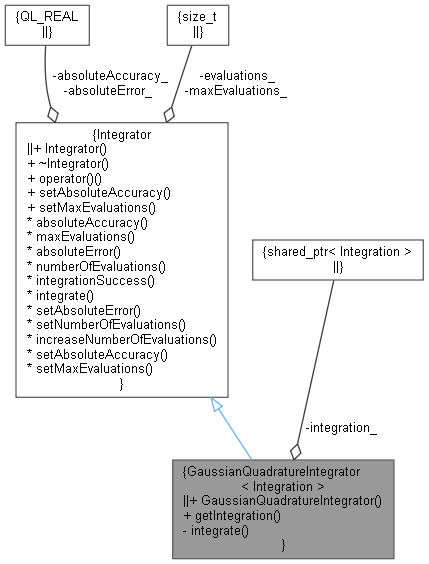 {QL_REAL
||}
{size_t
||}
-absoluteAccuracy_
-absoluteError_
-evaluations_
-maxEvaluations_
{Integrator
||+ Integrator()
+ ~Integrator()
+ operator()()
+ setAbsoluteAccuracy()
+ setMaxEvaluations()
* absoluteAccuracy()
* maxEvaluations()
* absoluteError()
* numberOfEvaluations()
* integrationSuccess()
* integrate()
* setAbsoluteError()
* setNumberOfEvaluations()
* increaseNumberOfEvaluations()
* setAbsoluteAccuracy()
* setMaxEvaluations()
}
{shared_ptr< Integration >
||}
-integration_
{GaussianQuadratureIntegrator
< Integration >
||+ GaussianQuadratureIntegrator()
+ getIntegration()
- integrate()
}